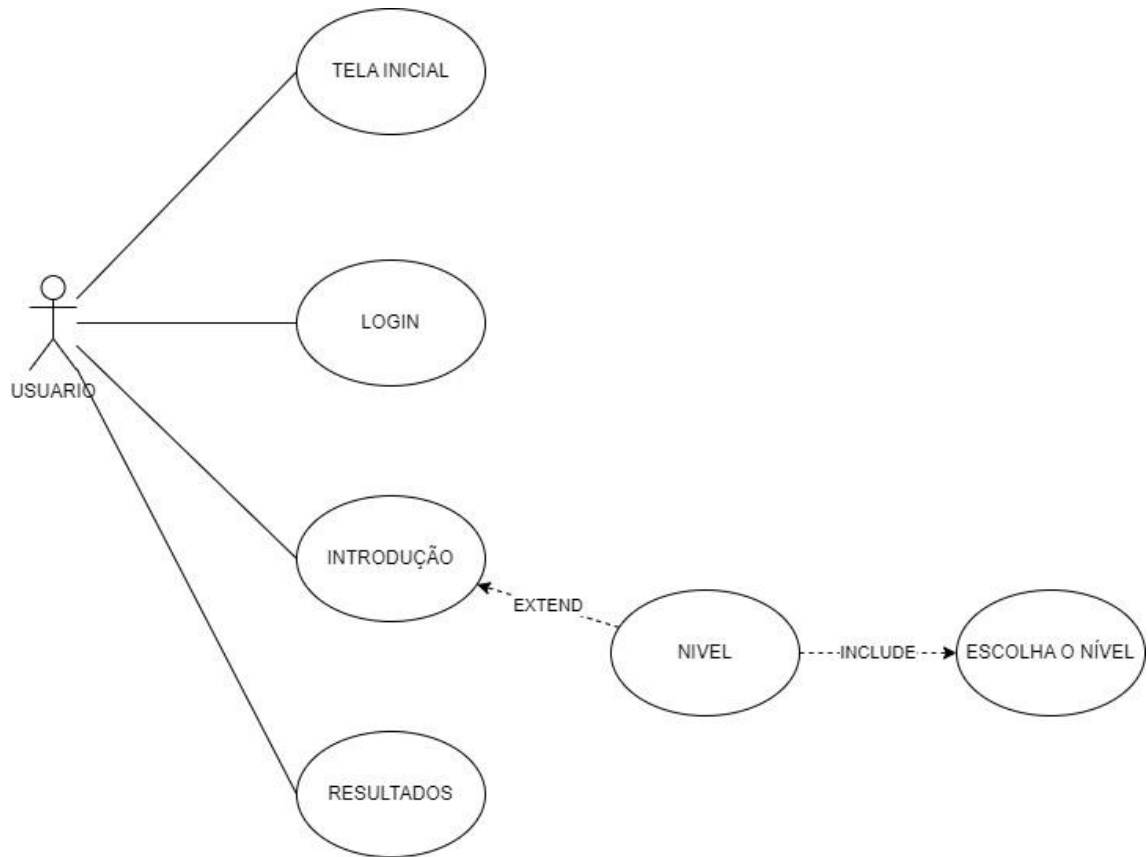 TELA INICIAL
LOGIN
USUARIO
INTRODUÇÃO
EXTEND
NIVEL
INCLUDE
ESCOLHA O NÍVEL
RESULTADOS